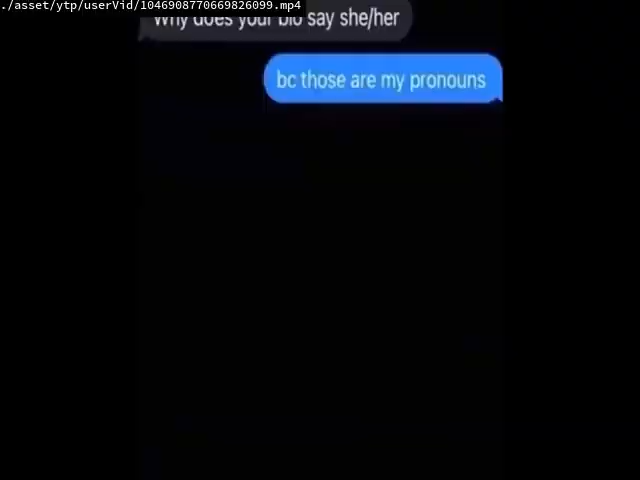 ./asset/ytp/userVid/1046908770669826099.mp4
Why does your bio say she/her
bc those are my pronouns